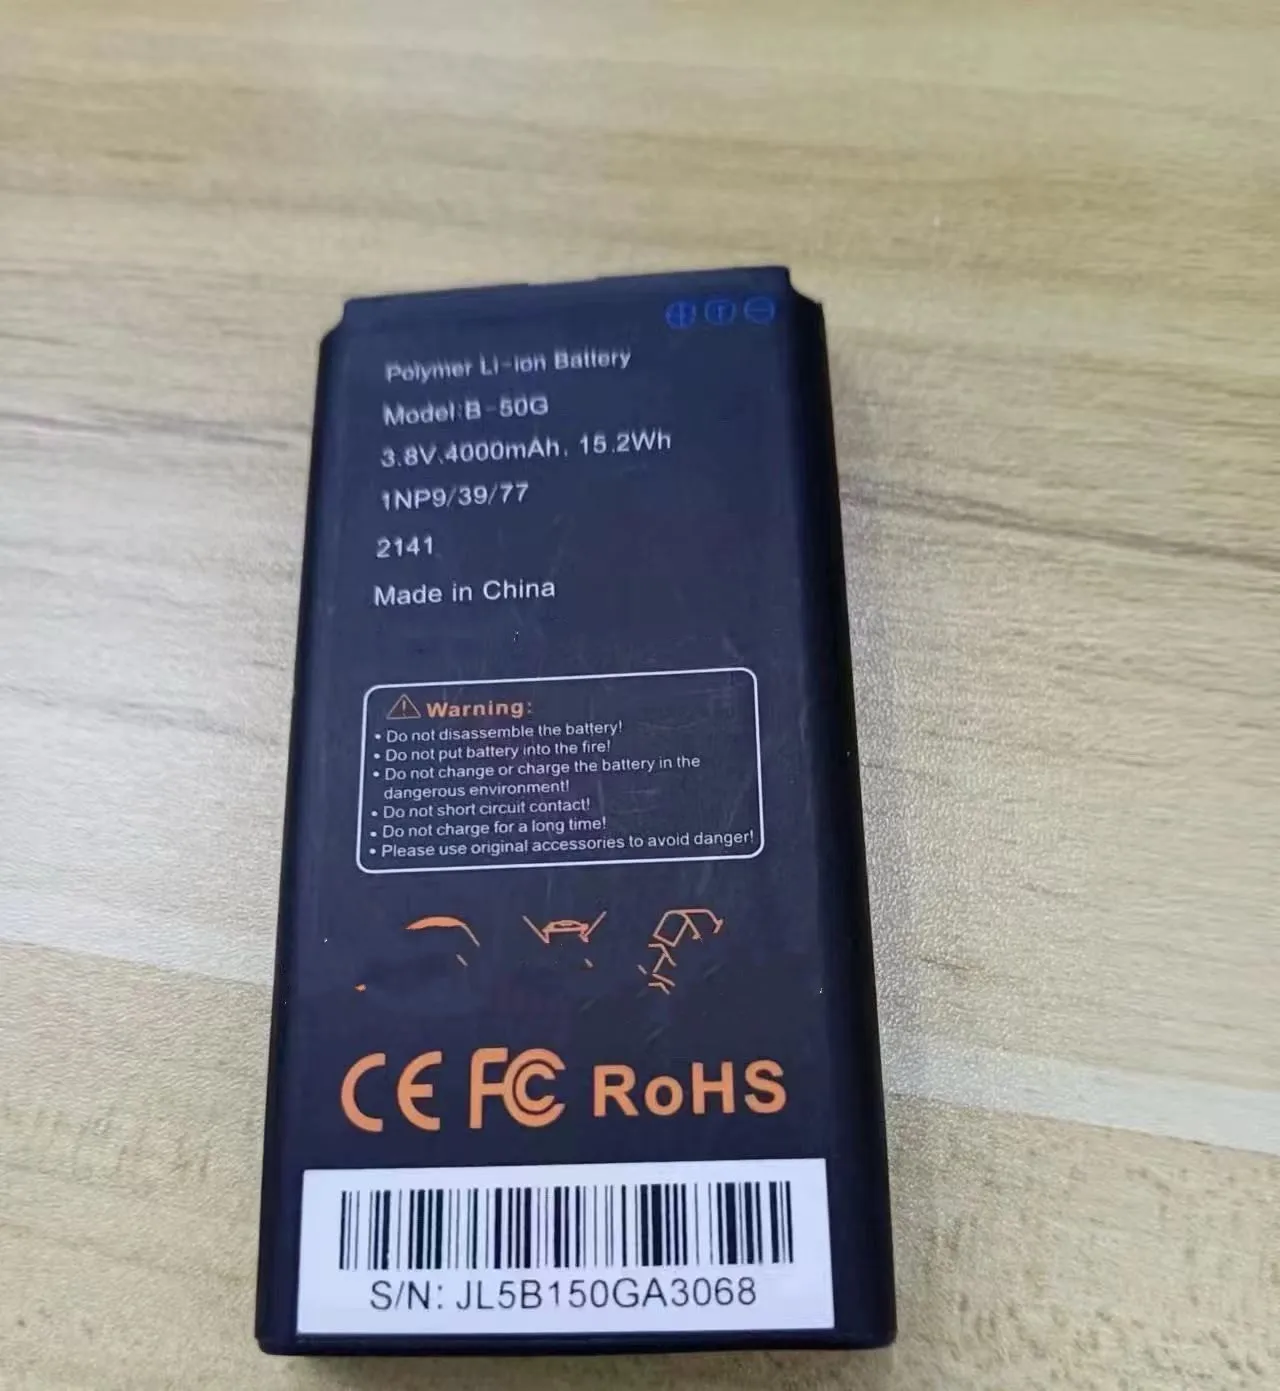 Polymer Li-ion Battery
Model:B-50G
3.8V,4000mAh, 15.2Wh
1NP9/39/77
2141
Made in China
Warning:
• Do not disassemble the battery!
• Do not put battery into the fire!
• Do not change or charge the battery in the
dangerous environment!
• Do not short circuit contact!
• Do not charge for a long time!
• Please use original accessories to avoid danger!
CE FC RoHS
S/N: JL5B150GA3068